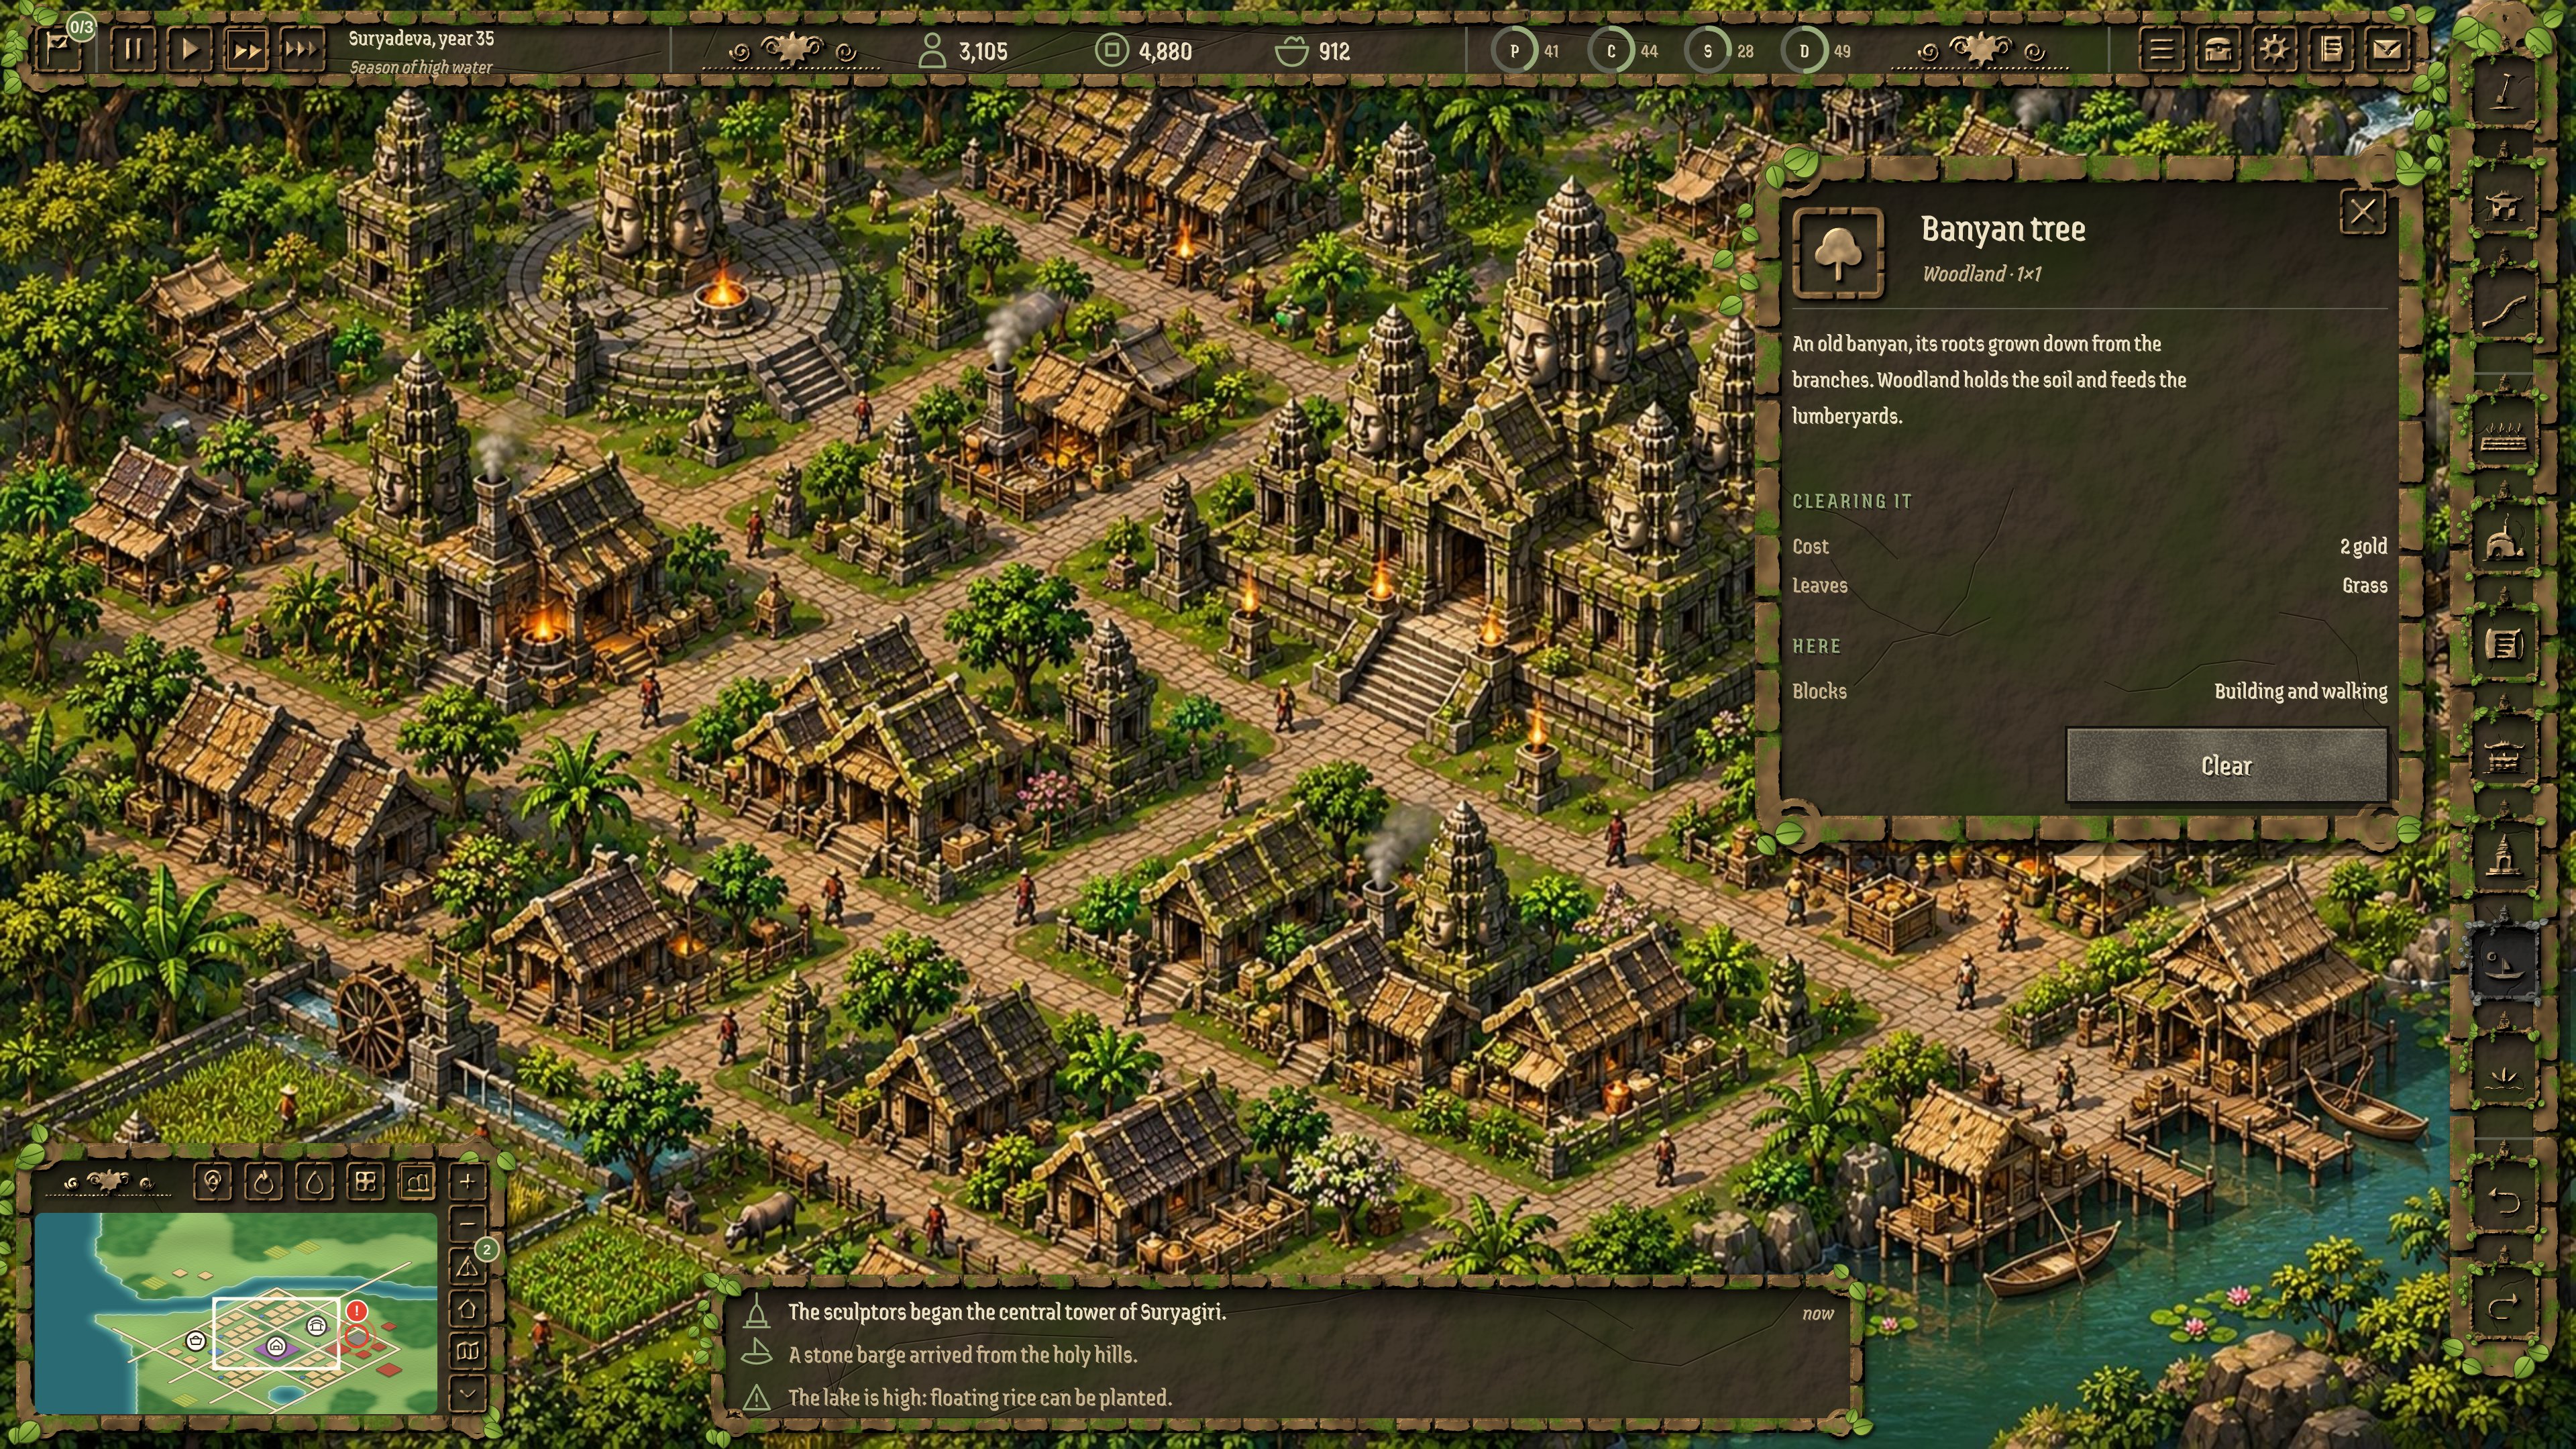 0/3
Suryadeva, year 35
Season of high water
3,105
4,880
912
P 41
C 44
S 28
D 49
Banyan tree
Woodland · 1×1
An old banyan, its roots grown down from the
branches. Woodland holds the soil and feeds the
lumberyards.
CLEARING IT
Cost 2 gold
Leaves Grass
HERE
Blocks Building and walking
Clear
2
!
The sculptors began the central tower of Suryagiri. now
A stone barge arrived from the holy hills.
The lake is high: floating rice can be planted.